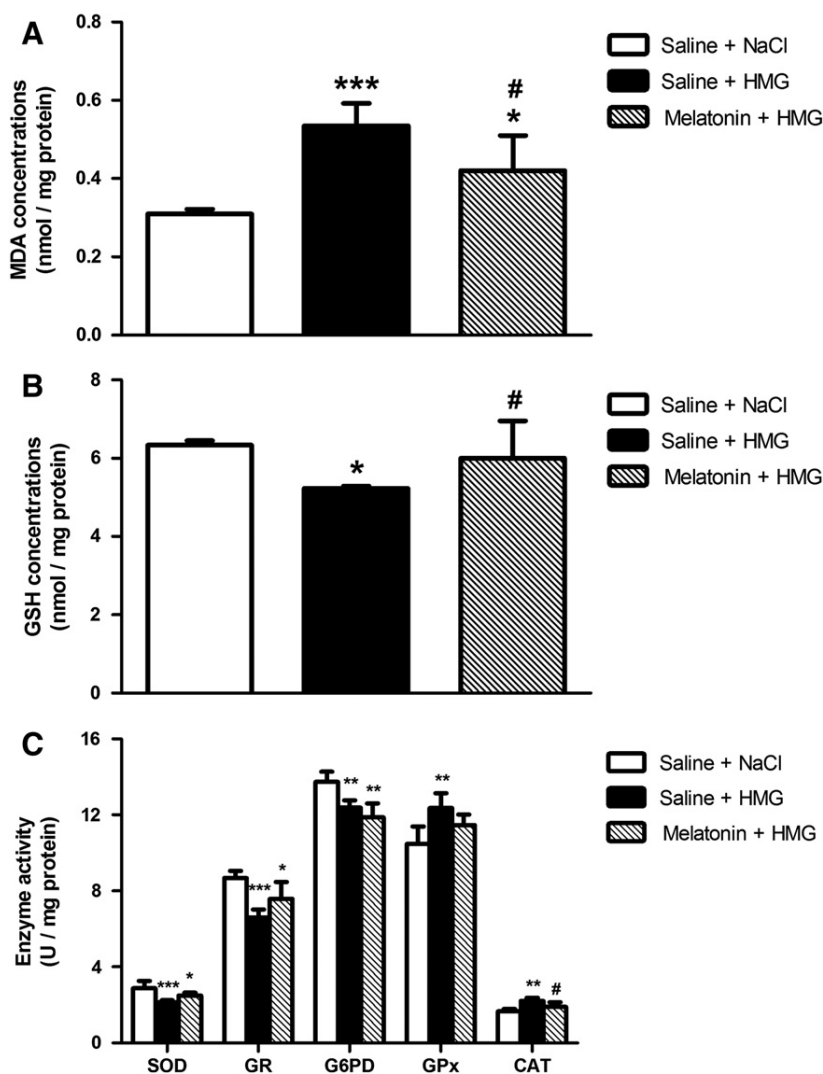 A
MDA concentrations
(nmol / mg protein)
0.8
0.6
0.4
0.2
0.0
***
#
*
Saline + NaCl
Saline + HMG
Melatonin + HMG
B
GSH concentrations
(nmol / mg protein)
8
6
4
2
0
*
#
Saline + NaCl
Saline + HMG
Melatonin + HMG
C
Enzyme activity
(U / mg protein)
16
12
8
4
0
*** *
*** *
** **
**
** #
SOD GR G6PD GPx CAT
Saline + NaCl
Saline + HMG
Melatonin + HMG